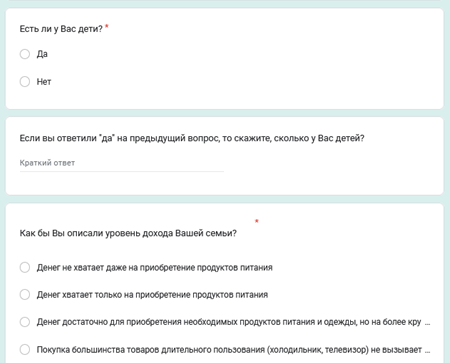 Есть ли у Вас дети? *
Да
Нет
Если вы ответили "да" на предыдущий вопрос, то скажите, сколько у Вас детей?
Краткий ответ
*
Как бы Вы описали уровень дохода Вашей семьи?
Денег не хватает даже на приобретение продуктов питания
Денег хватает только на приобретение продуктов питания
Денег достаточно для приобретения необходимых продуктов питания и одежды, но на более кру ...
Покупка большинства товаров длительного пользования (холодильник, телевизор) не вызывает ...